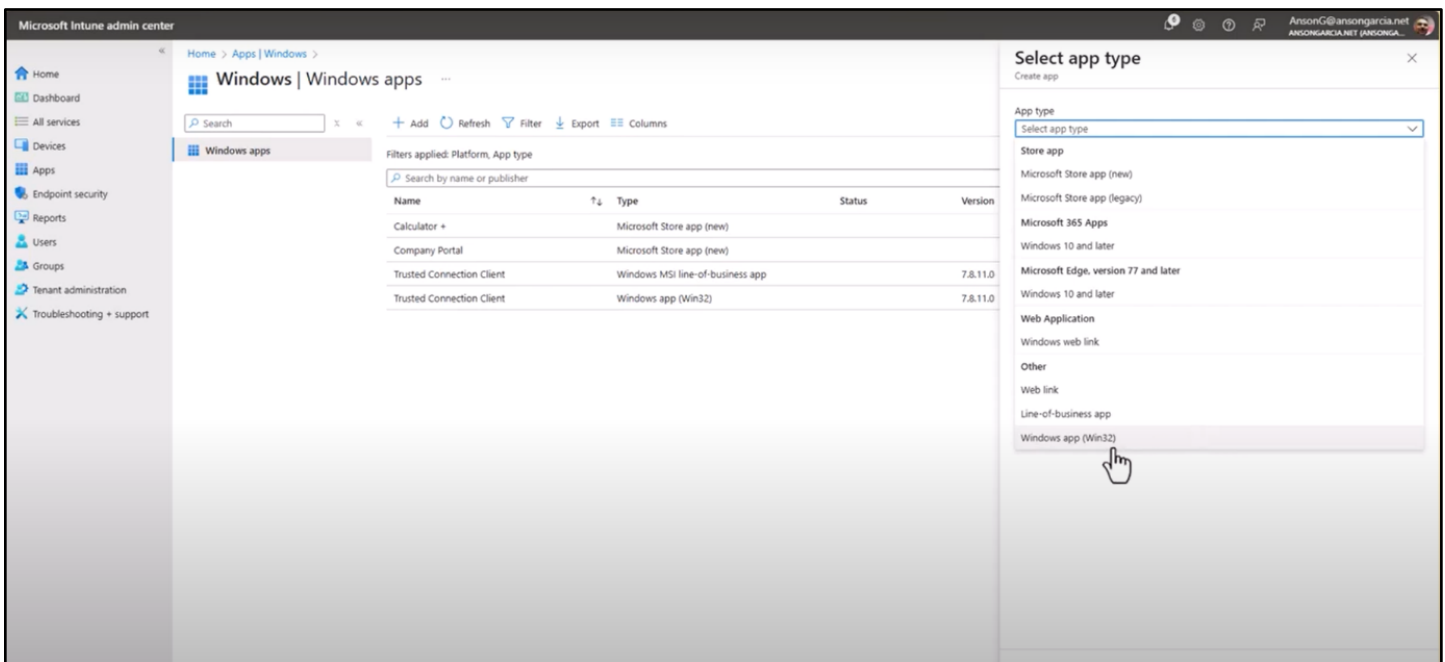 Microsoft Intune admin center
AnsonG@ansongarcia.net
ANSONGARCIA.NET (ANSONGA...
Home
Dashboard
All services
Devices
Apps
Endpoint security
Reports
Users
Groups
Tenant administration
Troubleshooting + support
Home > Apps | Windows >
Windows | Windows apps ...
Search
Windows apps
+ Add Refresh Filter Export Columns
Filters applied: Platform, App type
Search by name or publisher
Name Type Status Version
Calculator + Microsoft Store app (new)
Company Portal Microsoft Store app (new)
Trusted Connection Client Windows MSI line-of-business app 7.8.11.0
Trusted Connection Client Windows app (Win32) 7.8.11.0
Select app type
Create app
App type
Select app type
Store app
Microsoft Store app (new)
Microsoft Store app (legacy)
Microsoft 365 Apps
Windows 10 and later
Microsoft Edge, version 77 and later
Windows 10 and later
Web Application
Windows web link
Other
Web link
Line-of-business app
Windows app (Win32)